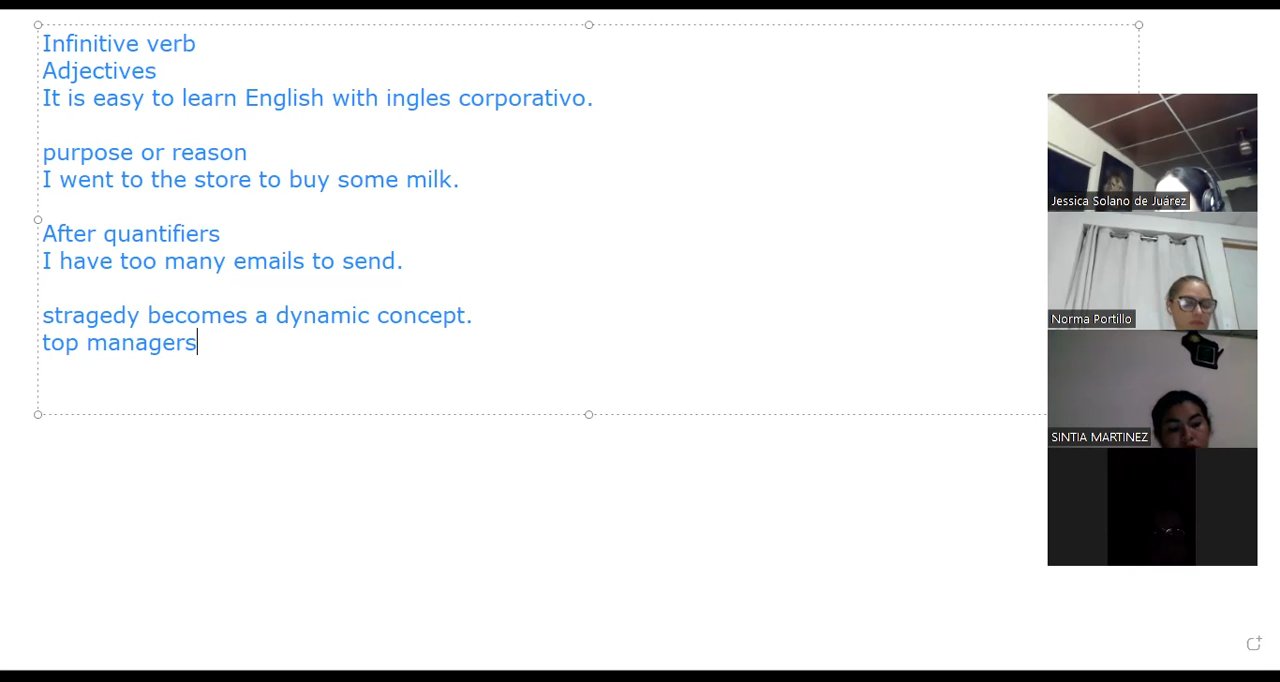 Infinitive verb
Adjectives
It is easy to learn English with ingles corporativo.
purpose or reason
I went to the store to buy some milk.
After quantifiers
I have too many emails to send.
stragedy becomes a dynamic concept.
top managers
Jessica Solano de Juárez
Norma Portillo
SINTIA MARTINEZ